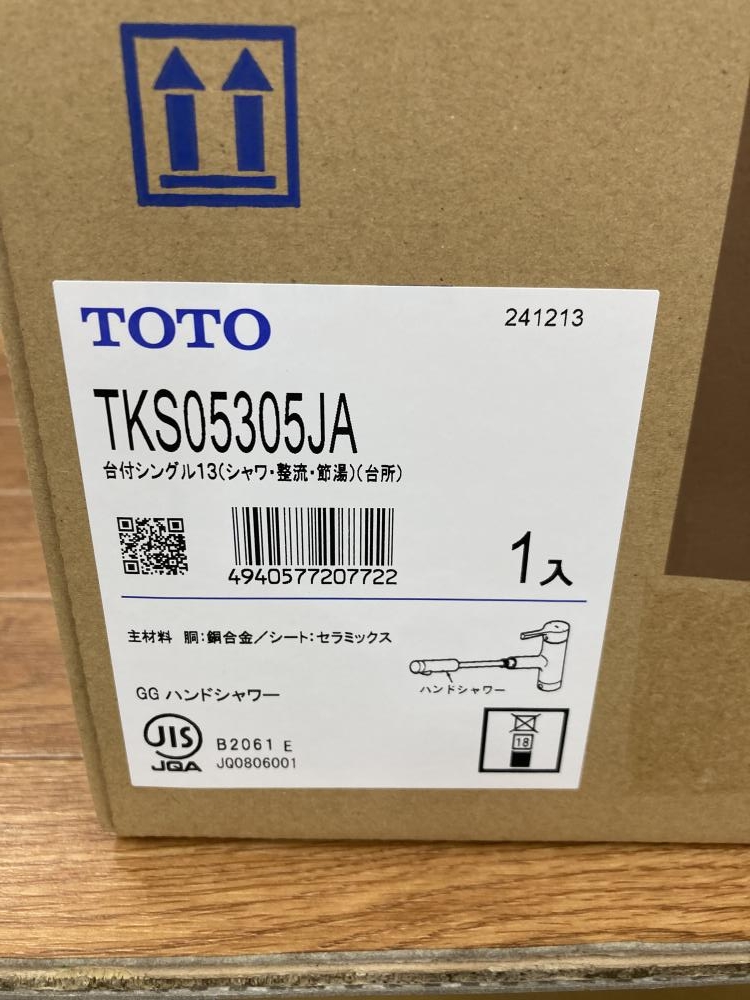 TOTO
241213
TKS05305JA
台付シングル13(シャワ・整流・節湯)(台所)
4940577207722
1入
主材料 胴:銅合金/シート:セラミックス
ハンドシャワー
GG ハンドシャワー
JIS
JQA
B2061 E
JQ0806001
18